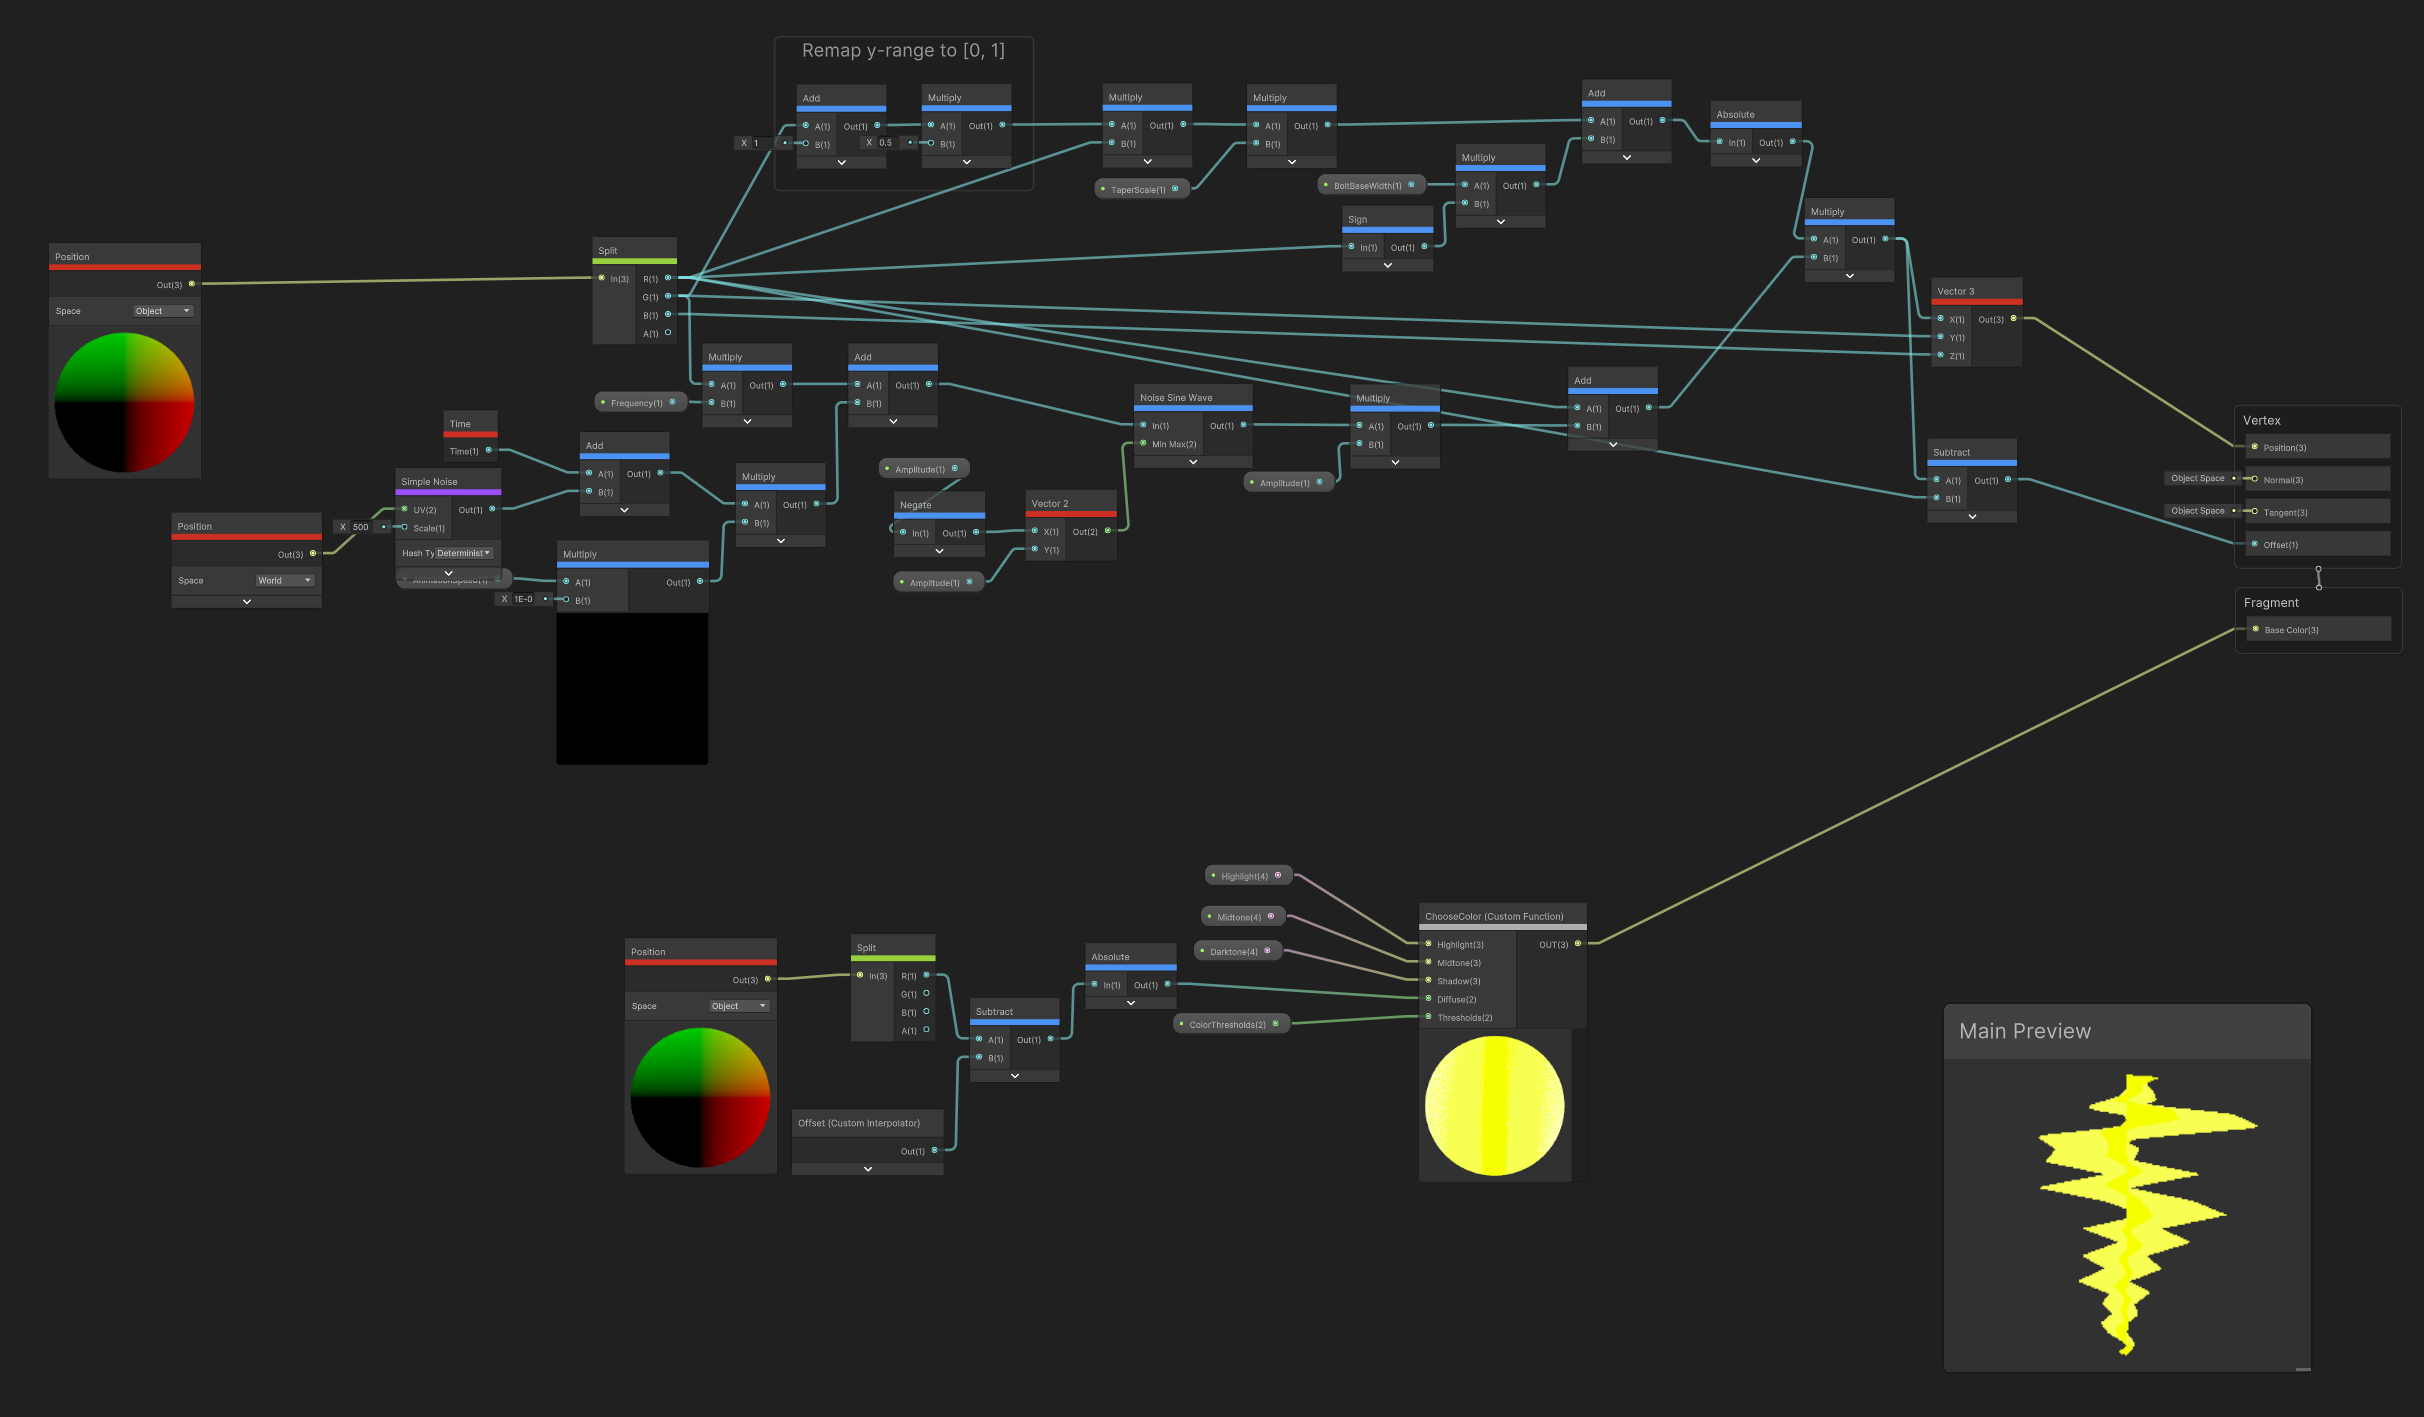 Remap y-range to [0, 1]
Add
A(1) Out(1)
X 1
B(1)
Multiply
A(1) Out(1)
X 0.5
B(1)
Multiply
A(1) Out(1)
B(1)
TaperScale(1)
Multiply
A(1) Out(1)
B(1)
BoltBaseWidth(1)
Multiply
A(1) Out(1)
B(1)
Sign
In(1) Out(1)
Add
A(1) Out(1)
B(1)
Absolute
In(1) Out(1)
Multiply
A(1) Out(1)
B(1)
Position
Out(3)
Space Object
Split
In(3) R(1)
G(1)
B(1)
A(1)
Vector 3
X(1) Out(3)
Y(1)
Z(1)
Multiply
A(1) Out(1)
B(1)
Frequency(1)
Add
A(1) Out(1)
B(1)
Noise Sine Wave
In(1) Out(1)
Min Max(2)
Multiply
A(1) Out(1)
B(1)
Amplitude(1)
Add
A(1) Out(1)
B(1)
Time
Time(1)
Add
A(1) Out(1)
B(1)
Simple Noise
UV(2) Out(1)
X 500
Scale(1)
Hash Ty Determinist
Position
Out(3)
Space World
AnimationSpeed(1)
Multiply
A(1) Out(1)
X 1E-0
B(1)
Multiply
A(1) Out(1)
B(1)
Amplitude(1)
Negate
In(1) Out(1)
Amplitude(1)
Vector 2
X(1) Out(2)
Y(1)
Subtract
A(1) Out(1)
B(1)
Vertex
Position(3)
Object Space Normal(3)
Object Space Tangent(3)
Offset(1)
Fragment
Base Color(3)
Position
Out(3)
Space Object
Split
In(3) R(1)
G(1)
B(1)
A(1)
Offset (Custom Interpolator)
Out(1)
Subtract
A(1) Out(1)
B(1)
Absolute
In(1) Out(1)
Highlight(4)
Midtone(4)
Darktone(4)
ColorThresholds(2)
ChooseColor (Custom Function)
Highlight(3) OUT(3)
Midtone(3)
Shadow(3)
Diffuse(2)
Thresholds(2)
Main Preview